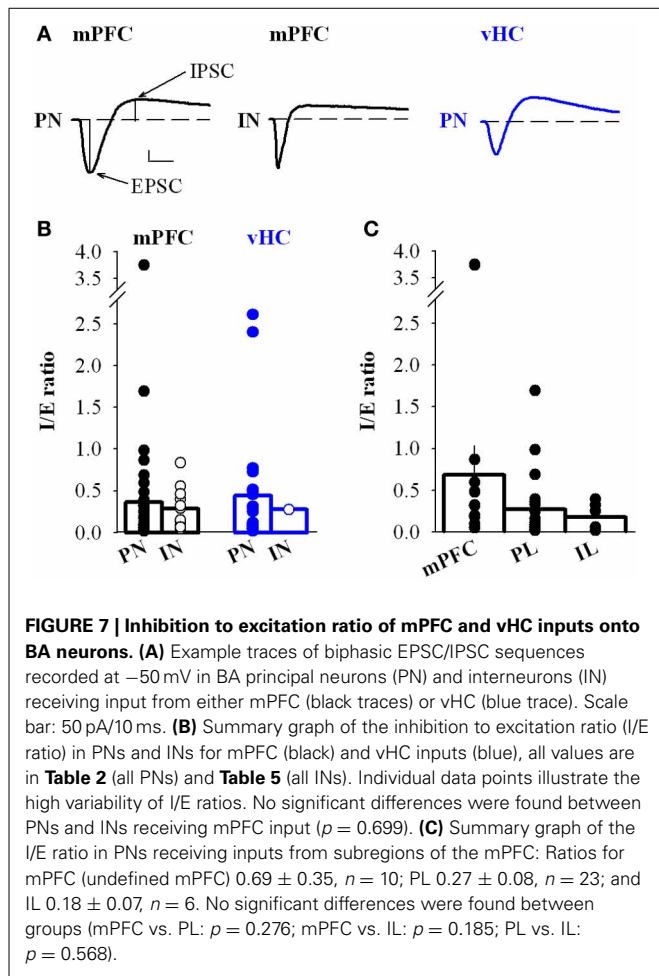 A mPFC mPFC vHC
IPSC
PN IN PN
EPSC
B mPFC vHC C
4.0 4.0
3.5 3.5
2.5 2.5
2.0 2.0
I/E ratio I/E ratio
1.5 1.5
1.0 1.0
0.5 0.5
0.0 0.0
PN IN PN IN mPFC PL IL
FIGURE 7 | Inhibition to excitation ratio of mPFC and vHC inputs onto
BA neurons. (A) Example traces of biphasic EPSC/IPSC sequences
recorded at −50 mV in BA principal neurons (PN) and interneurons (IN)
receiving input from either mPFC (black traces) or vHC (blue trace). Scale
bar: 50 pA/10 ms. (B) Summary graph of the inhibition to excitation ratio (I/E
ratio) in PNs and INs for mPFC (black) and vHC inputs (blue), all values are
in Table 2 (all PNs) and Table 5 (all INs). Individual data points illustrate the
high variability of I/E ratios. No significant differences were found between
PNs and INs receiving mPFC input (p = 0.699). (C) Summary graph of the
I/E ratio in PNs receiving inputs from subregions of the mPFC: Ratios for
mPFC (undefined mPFC) 0.69 ± 0.35, n = 10; PL 0.27 ± 0.08, n = 23; and
IL 0.18 ± 0.07, n = 6. No significant differences were found between
groups (mPFC vs. PL: p = 0.276; mPFC vs. IL: p = 0.185; PL vs. IL:
p = 0.568).